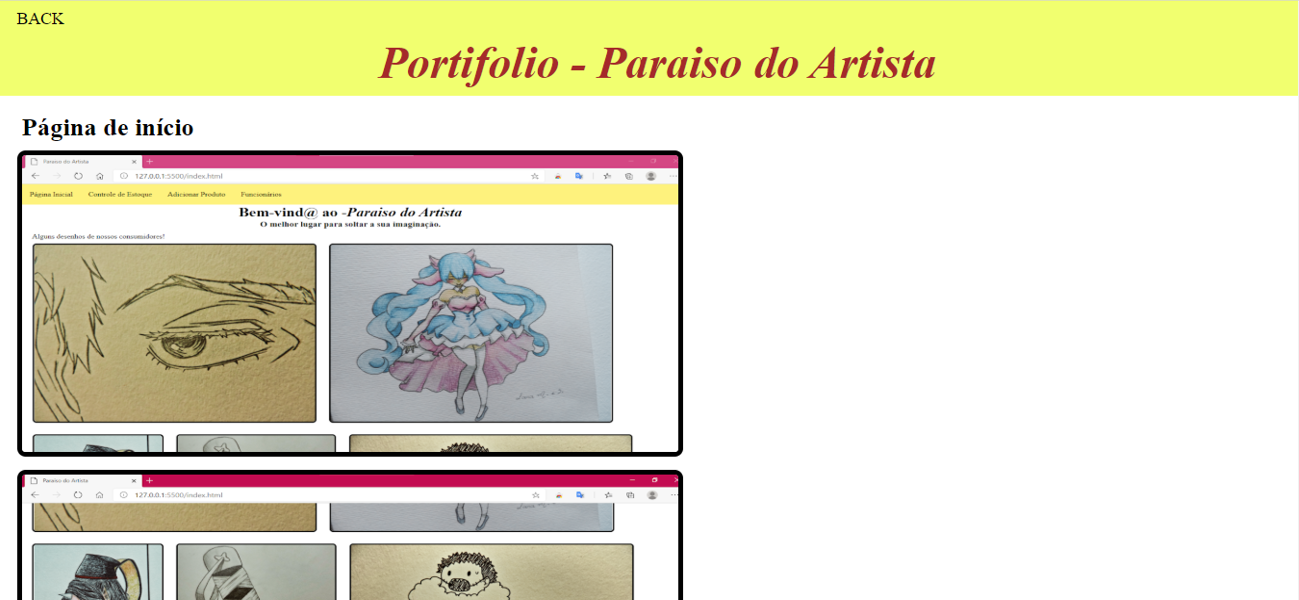 BACK
Portifolio - Paraiso do Artista
Página de início
Paraiso do Artista
127.0.0.1:5500/index.html
Página Inicial Controle de Estoque Adicionar Produto Funcionários
Bem-vind@ ao -Paraiso do Artista
O melhor lugar para soltar a sua imaginação.
Alguns desenhos de nossos consumidores!
Paraiso do Artista
127.0.0.1:5500/index.html